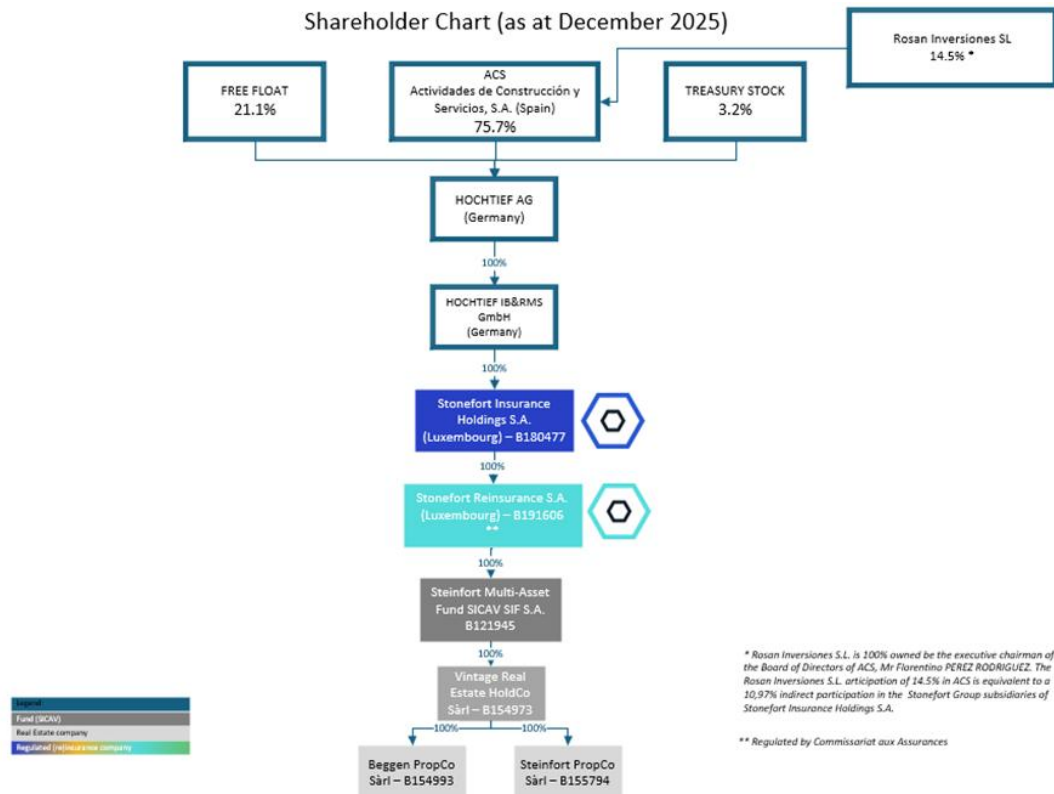 Shareholder Chart (as at December 2025)
Rosan Inversiones SL
14.5% *
FREE FLOAT
21.1%
ACS
Actividades de Construcción y
Servicios, S.A. (Spain)
75.7%
TREASURY STOCK
3.2%
HOCHTIEF AG
(Germany)
100%
HOCHTIEF IB&RMS
GmbH
(Germany)
100%
Stonefort Insurance
Holdings S.A.
(Luxembourg) – B180477
100%
Stonefort Reinsurance S.A.
(Luxembourg) – B191606
**
100%
Steinfort Multi-Asset
Fund SICAV SIF S.A.
B121945
100%
Vintage Real
Estate HoldCo
Sàrl – B154973
100%
100%
Beggen PropCo
Sàrl – B154993
Steinfort PropCo
Sàrl – B155794
Legend:
Fund (SICAV)
Real Estate company
Regulated (re)insurance company
* Rosan Inversiones S.L. is 100% owned be the executive chairman of
the Board of Directors of ACS, Mr Florentino PEREZ RODRIGUEZ. The
Rosan Inversiones S.L. articipation of 14.5% in ACS is equivalent to a
10,97% indirect participation in the Stonefort Group subsidiaries of
Stonefort Insurance Holdings S.A.
** Regulated by Commissariat aux Assurances